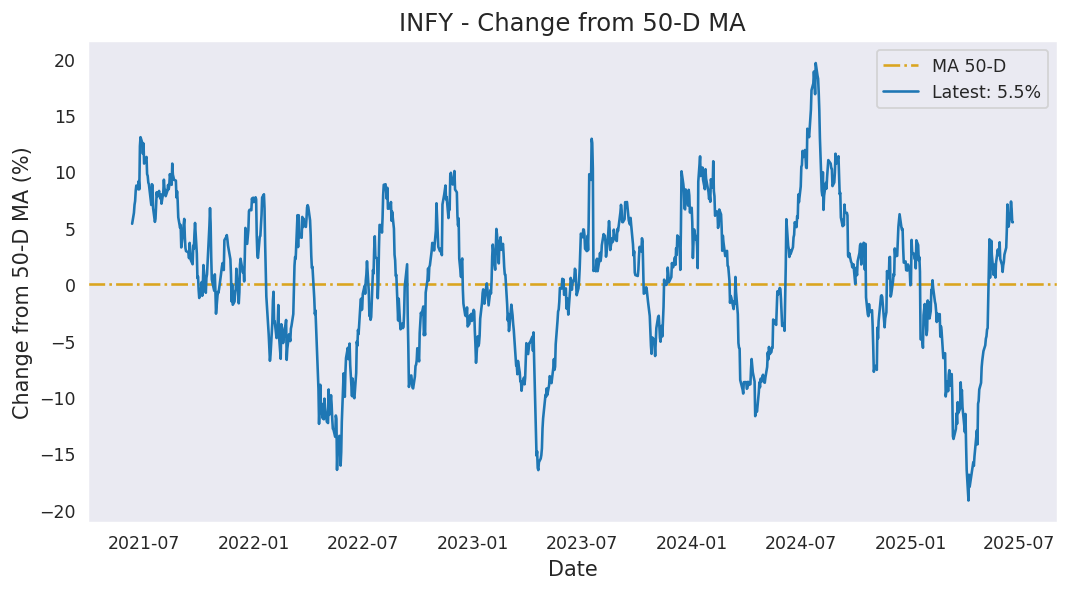 INFY - Change from 50-D MA
MA 50-D
Latest: 5.5%
Change from 50-D MA (%)
20
15
10
5
0
−5
−10
−15
−20
2021-07 2022-01 2022-07 2023-01 2023-07 2024-01 2024-07 2025-01 2025-07
Date